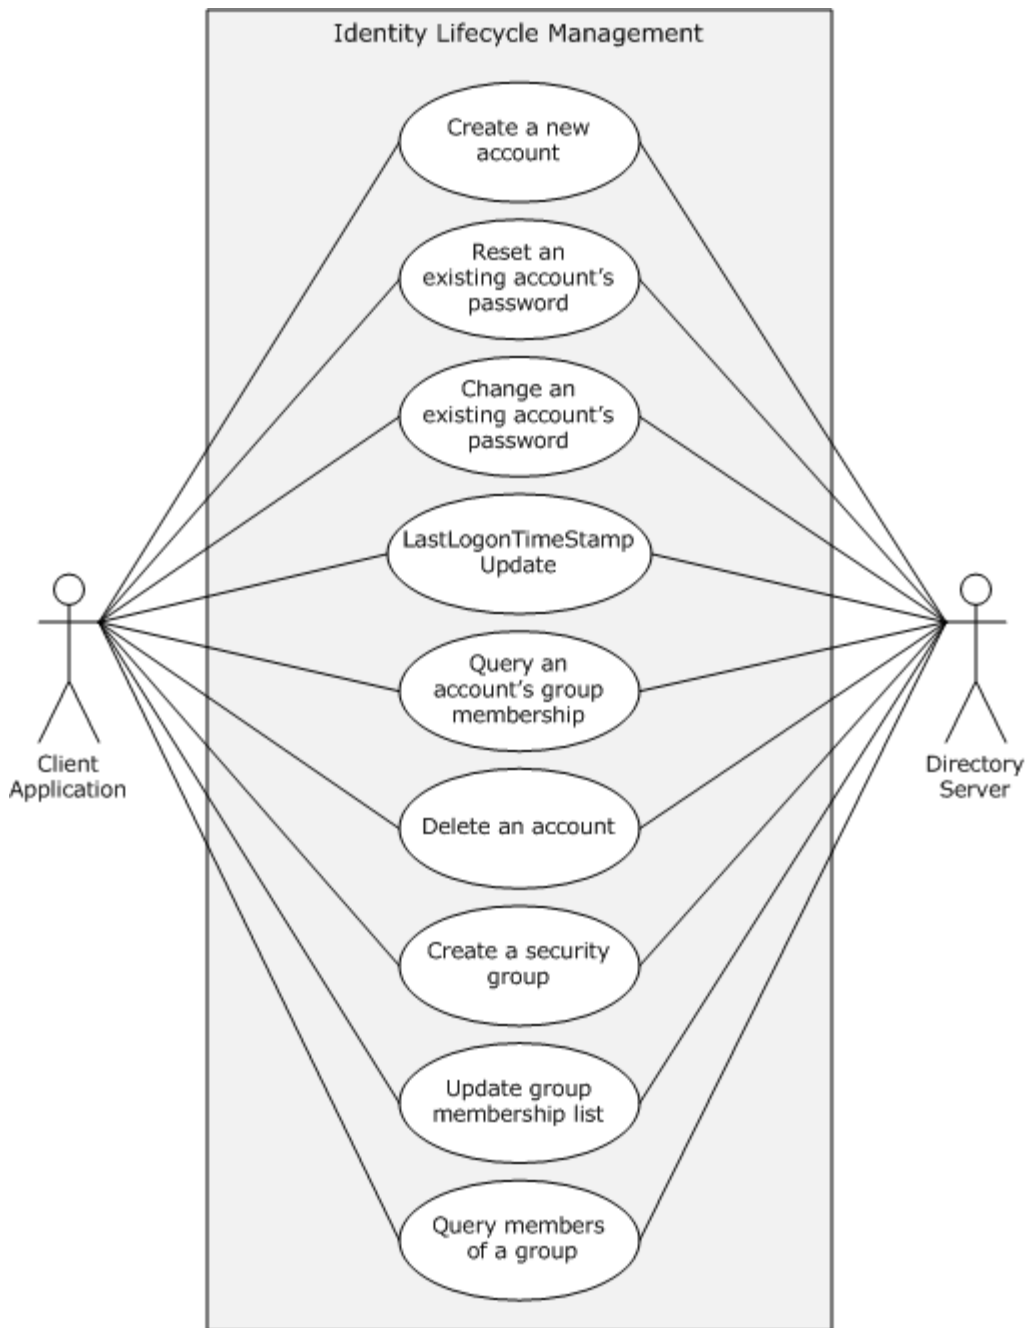 Identity Lifecycle Management
Create a new
account
Reset an
existing account's
password
Change an
existing account's
password
LastLogonTimeStamp
Update
Query an
account's group
membership
Client
Application
Directory
Server
Delete an account
Create a security
group
Update group
membership list
Query members
of a group